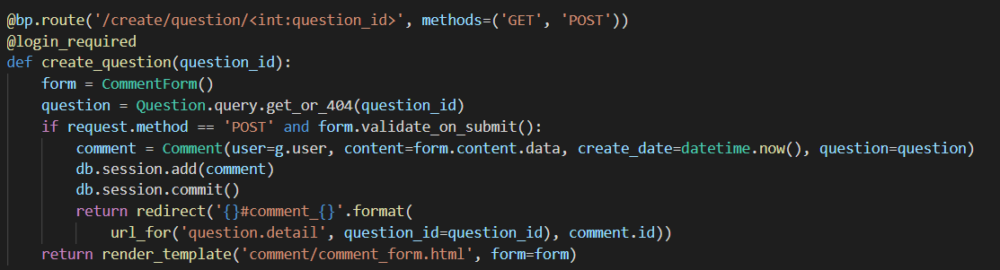 @bp.route('/create/question/<int:question_id>', methods=('GET', 'POST'))
@login_required
def create_question(question_id):
    form = CommentForm()
    question = Question.query.get_or_404(question_id)
    if request.method == 'POST' and form.validate_on_submit():
        comment = Comment(user=g.user, content=form.content.data, create_date=datetime.now(), question=question)
        db.session.add(comment)
        db.session.commit()
        return redirect('{}#comment_{}'.format(
            url_for('question.detail', question_id=question_id), comment.id))
    return render_template('comment/comment_form.html', form=form)